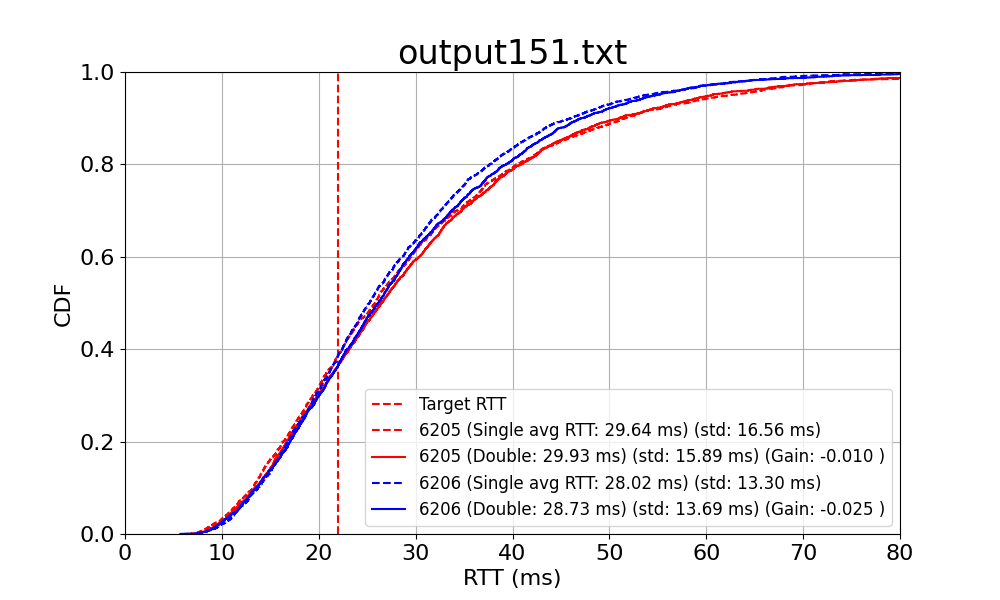 output151.txt
1.0
0.8
0.6
0.4
0.2
0.0
CDF
Target RTT
6205 (Single avg RTT: 29.64 ms) (std: 16.56 ms)
6205 (Double: 29.93 ms) (std: 15.89 ms) (Gain: -0.010 )
6206 (Single avg RTT: 28.02 ms) (std: 13.30 ms)
6206 (Double: 28.73 ms) (std: 13.69 ms) (Gain: -0.025 )
0 10 20 30 40 50 60 70 80
RTT (ms)